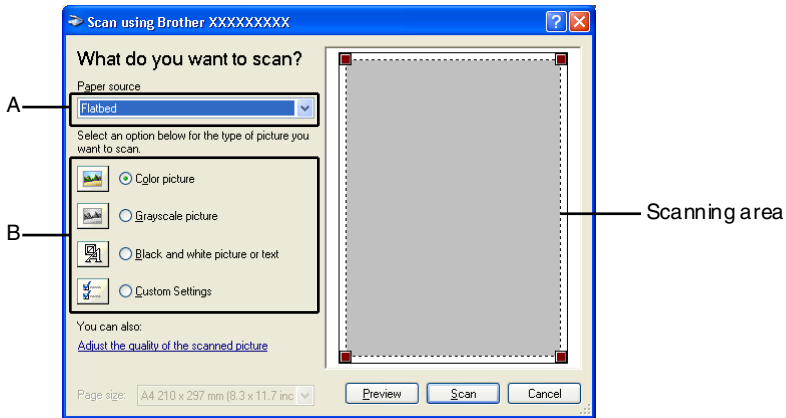 Scan using Brother XXXXXXXXX
What do you want to scan?
Paper source
A
Flatbed
Select an option below for the type of picture you
want to scan.
B
Color picture
Grayscale picture
Black and white picture or text
Custom Settings
You can also:
Adjust the quality of the scanned picture
Page size:
A4 210 x 297 mm (8.3 x 11.7 inc
Scanning area
Preview
Scan
Cancel